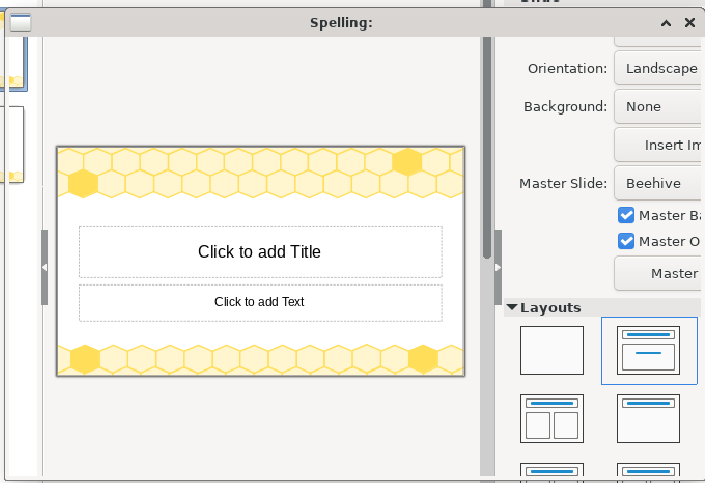 Spelling:
Orientation:
Landscape
Background:
None
Insert Im
Master Slide:
Beehive
Master Ba
Master O
Master
Layouts
Click to add Title
Click to add Text